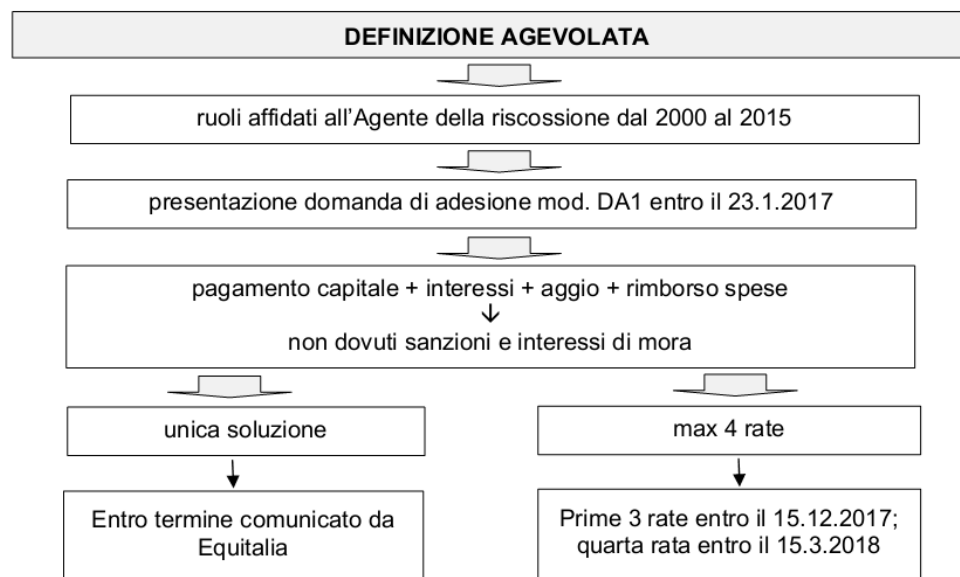 DEFINIZIONE AGEVOLATA
ruoli affidati all'Agente della riscossione dal 2000 al 2015
presentazione domanda di adesione mod. DA1 entro il 23.1.2017
pagamento capitale + interessi + aggio + rimborso spese
↓
non dovuti sanzioni e interessi di mora
unica soluzione
max 4 rate
Entro termine comunicato da
Equitalia
Prime 3 rate entro il 15.12.2017;
quarta rata entro il 15.3.2018